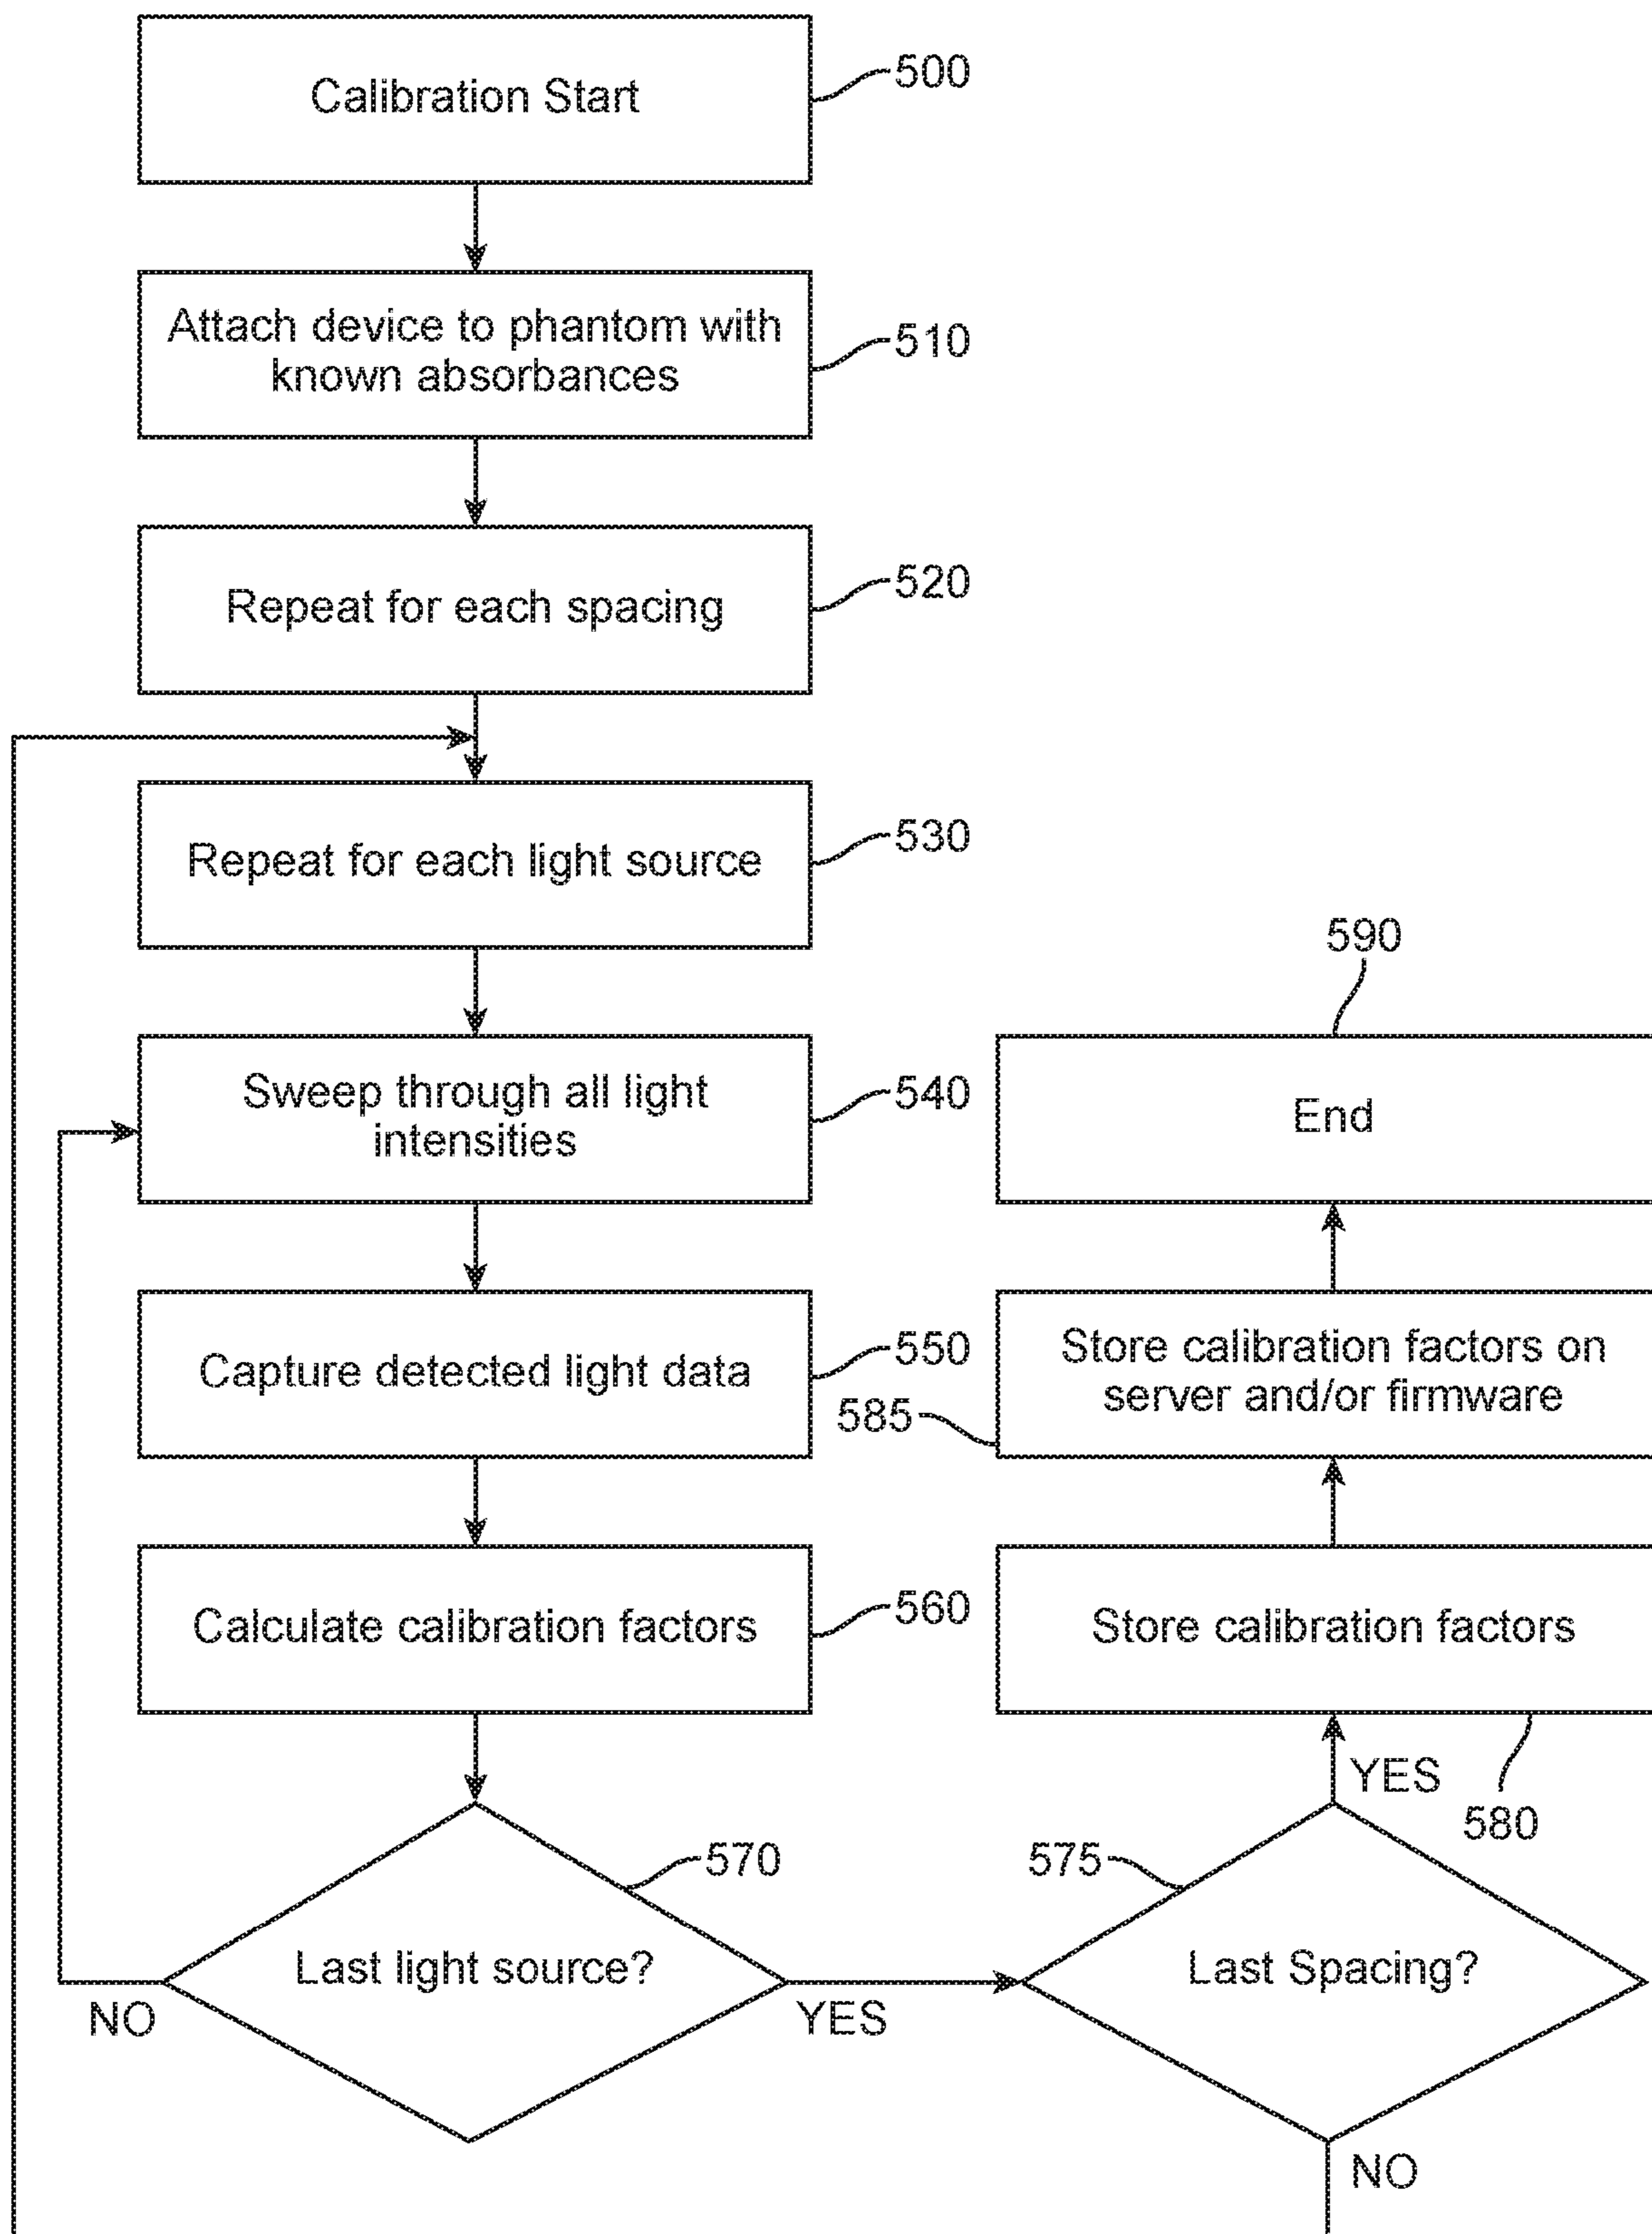 Calibration Start
500
Attach device to phantom with
known absorbances
510
Repeat for each spacing
520
Repeat for each light source
530
Sweep through all light
intensities
540
Capture detected light data
550
Calculate calibration factors
560
Last light source?
570
NO
YES
Last Spacing?
575
YES
NO
Store calibration factors
580
Store calibration factors on
server and/or firmware
585
End
590